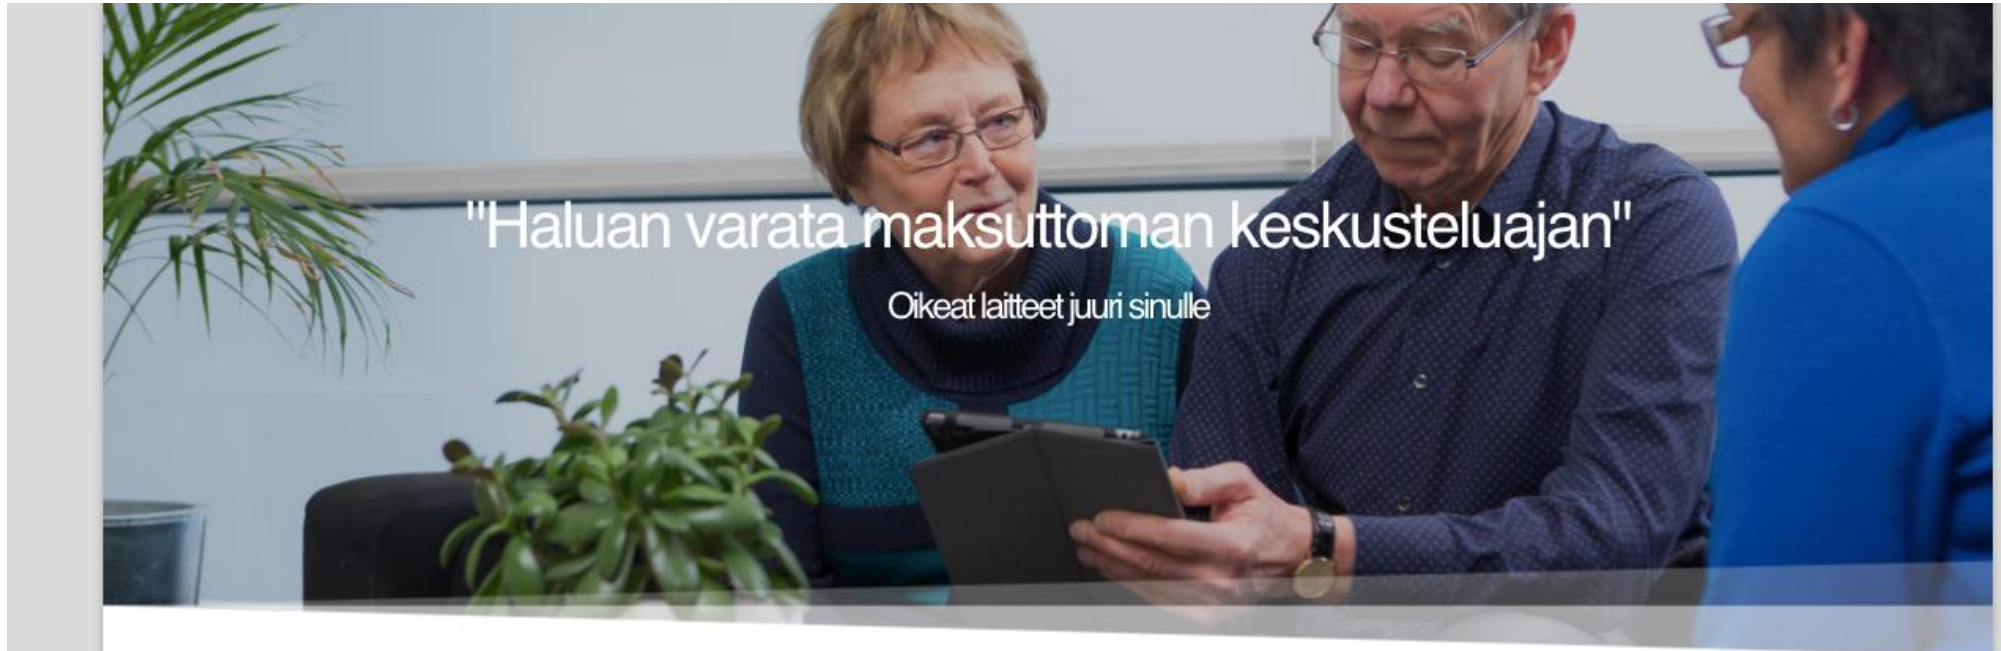 "Haluan varata maksuttoman keskusteluajan"
Oikeat laitteet juuri sinulle